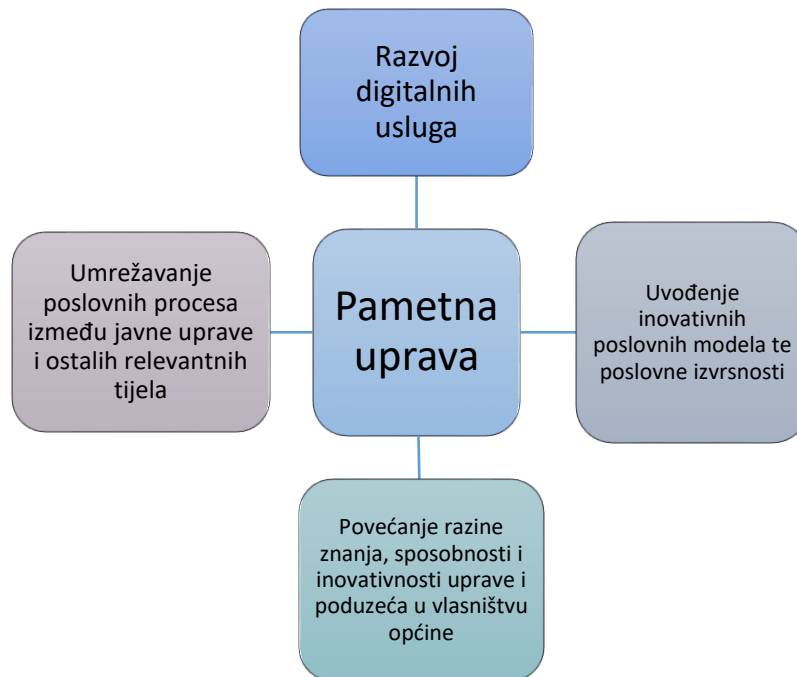 Razvoj
digitalnih
usluga
Umrežavanje
poslovnih procesa
između javne uprave
i ostalih relevantnih
tijela
Pametna
uprava
Uvođenje
inovativnih
poslovnih modela te
poslovne izvrsnosti
Povećanje razine
znanja, sposobnosti i
inovativnosti uprave i
poduzeća u vlasništvu
općine